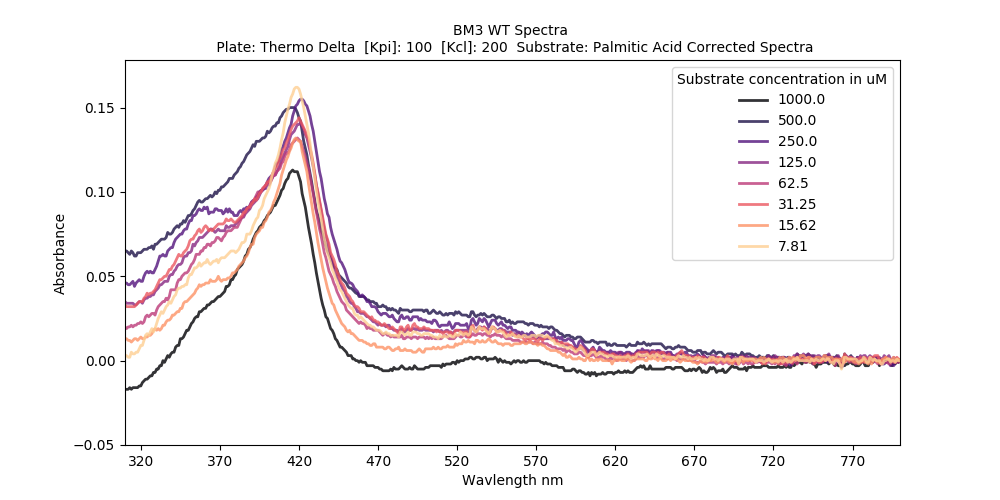 BM3 WT Spectra
Plate: Thermo Delta [Kpi]: 100 [Kcl]: 200 Substrate: Palmitic Acid Corrected Spectra
Substrate concentration in uM
1000.0
500.0
250.0
125.0
62.5
31.25
15.62
7.81
Absorbance
0.15
0.10
0.05
0.00
−0.05
320 370 420 470 520 570 620 670 720 770
Wavlength nm